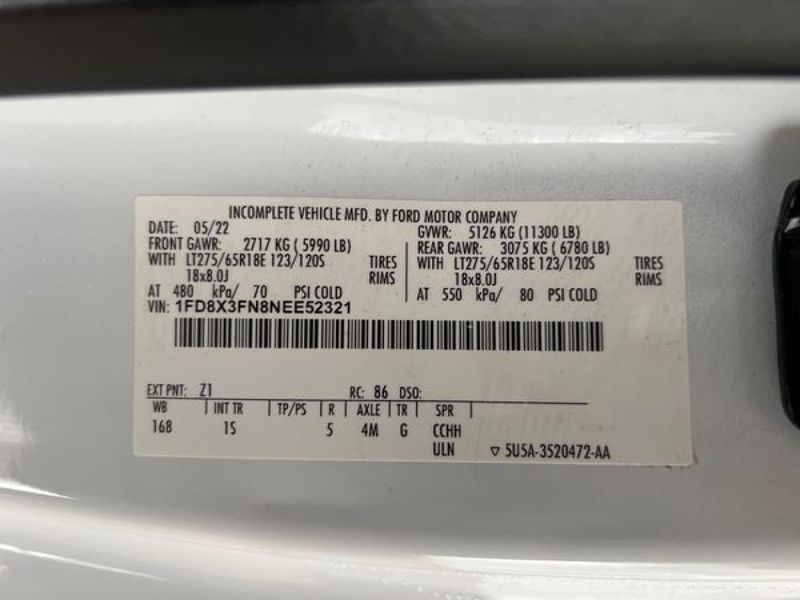 INCOMPLETE VEHICLE MFD. BY FORD MOTOR COMPANY
DATE: 05/22 GVWR: 5126 KG (11300 LB)
FRONT GAWR: 2717 KG ( 5990 LB) REAR GAWR: 3075 KG ( 6780 LB)
WITH LT275/65R18E 123/120S TIRES WITH LT275/65R18E 123/120S TIRES
18x8.0J RIMS 18x8.0J RIMS
AT 480 kPa/ 70 PSI COLD AT 550 kPa/ 80 PSI COLD
VIN: 1FD8X3FN8NEE52321
EXT PNT: Z1 RC: 86 DSO:
WB INT TR TP/PS R AXLE TR SPR
168 1S 5 4M G CCHH
ULN ▽ 5U5A-3520472-AA